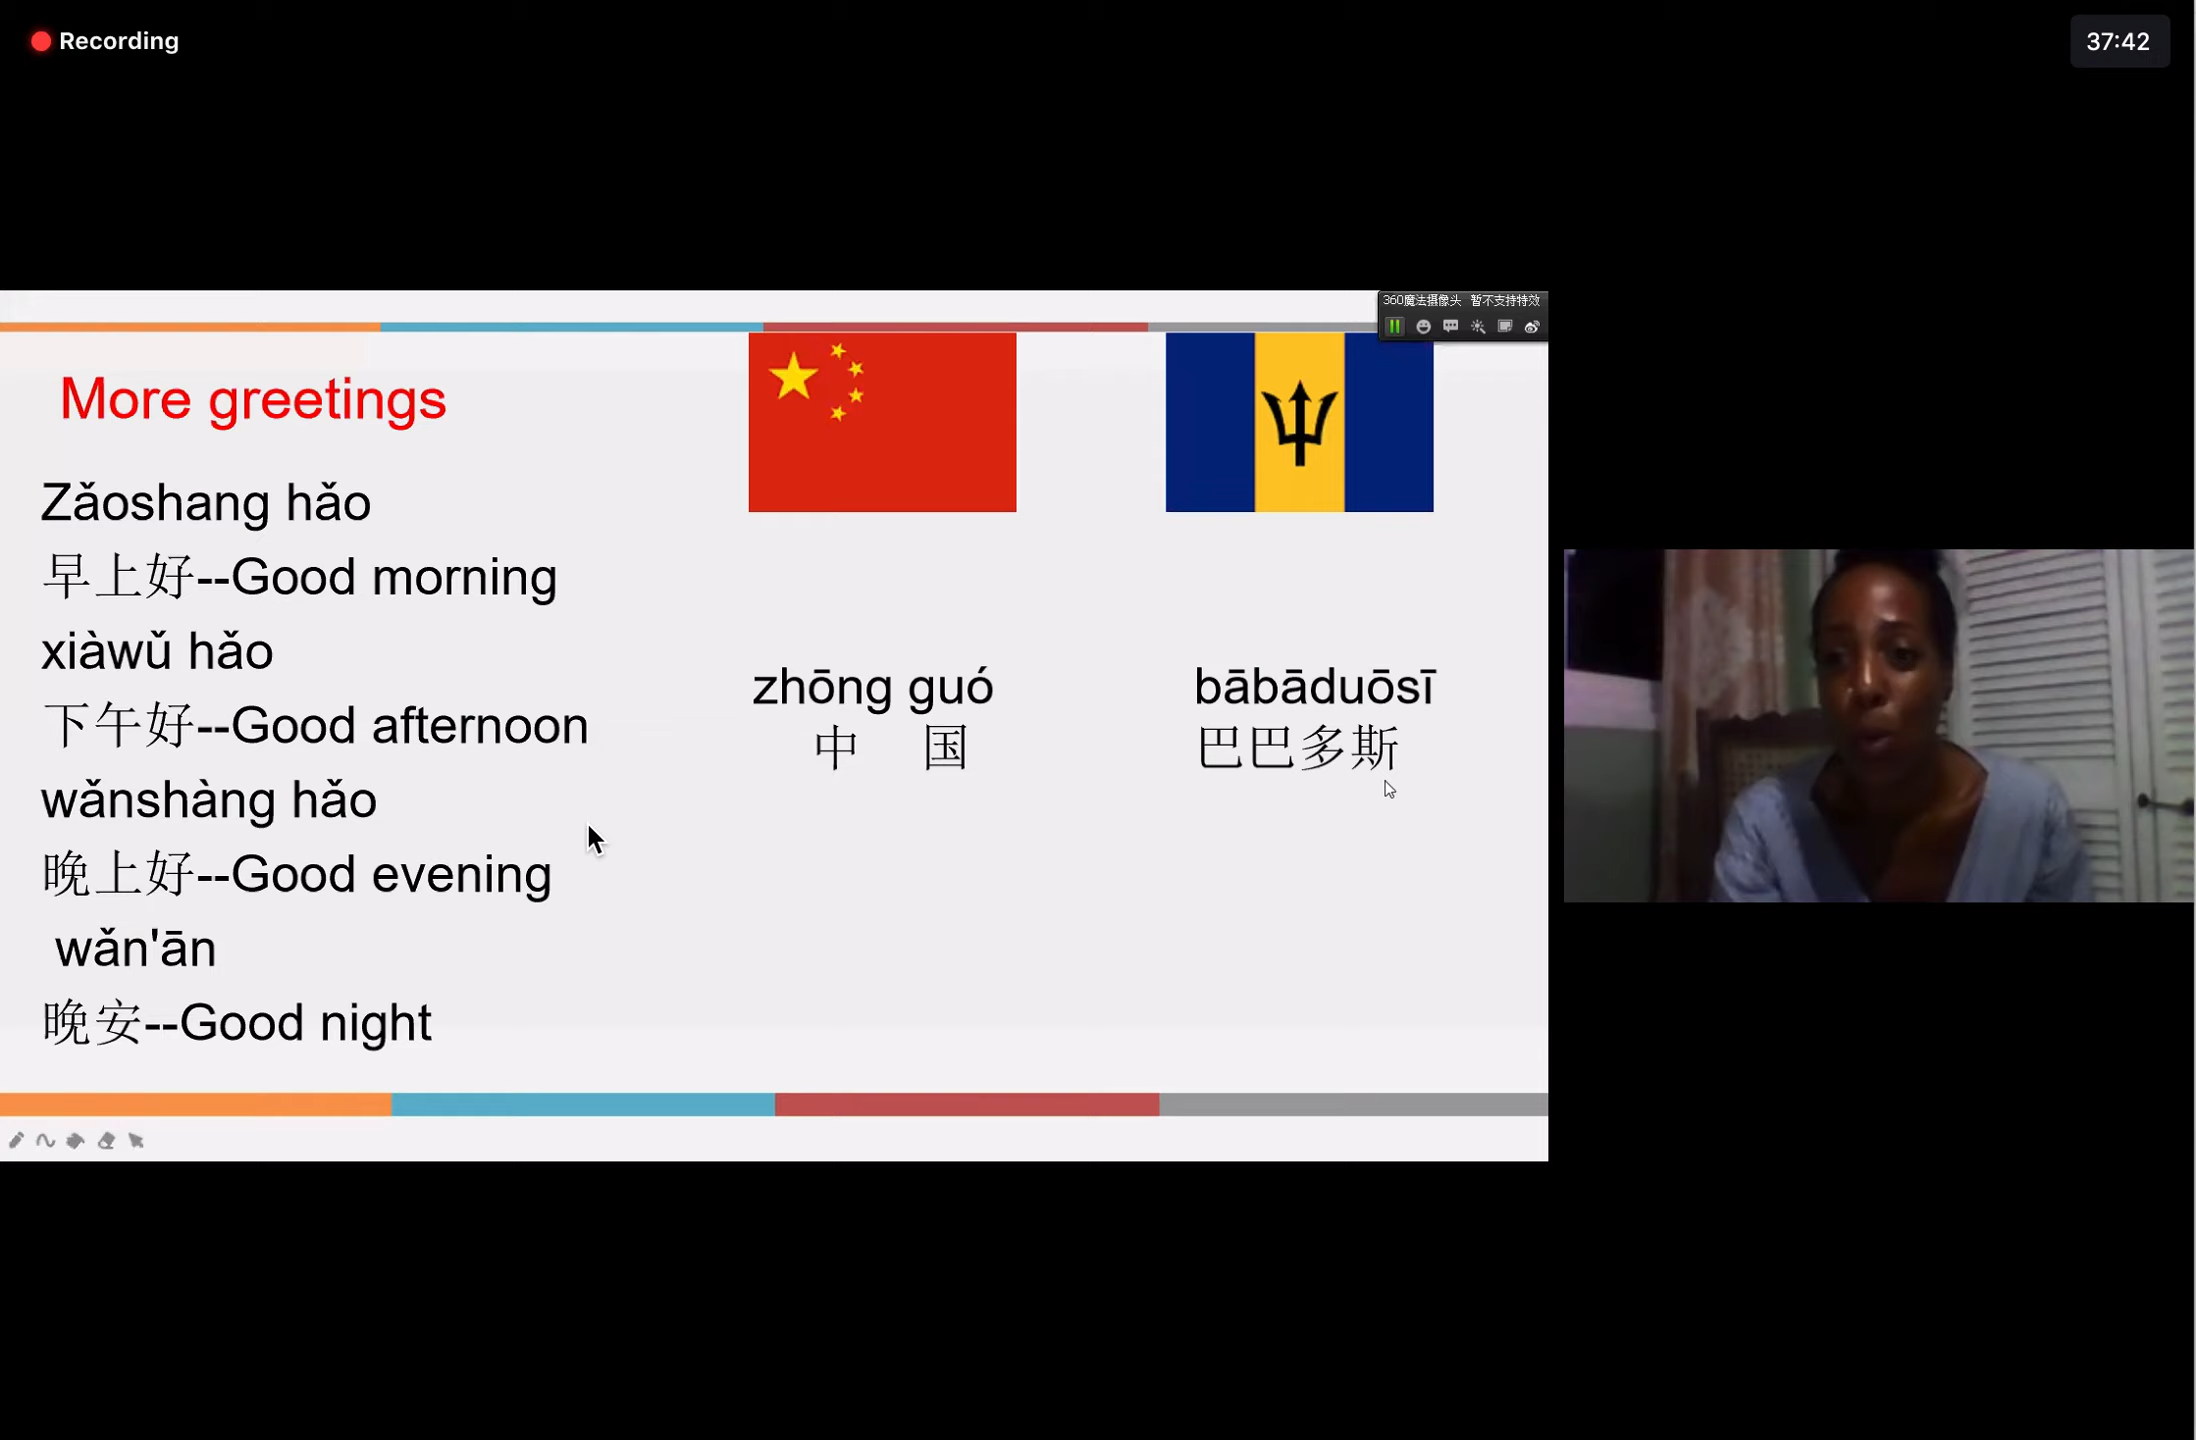 Recording
37:42
360魔法摄像头 暂不支持特效
More greetings
Zǎoshang hǎo
早上好--Good morning
xiàwǔ hǎo
下午好--Good afternoon
wǎnshàng hǎo
晚上好--Good evening
wǎn'ān
晚安--Good night
zhōng guó
中 国
bābāduōsī
巴巴多斯